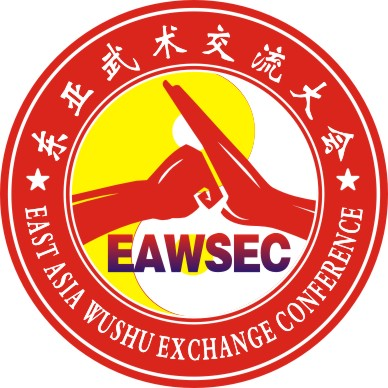 东亚武术交流大会
EAWSEC
EAST ASIA WUSHU EXCHANGE CONFERENCE